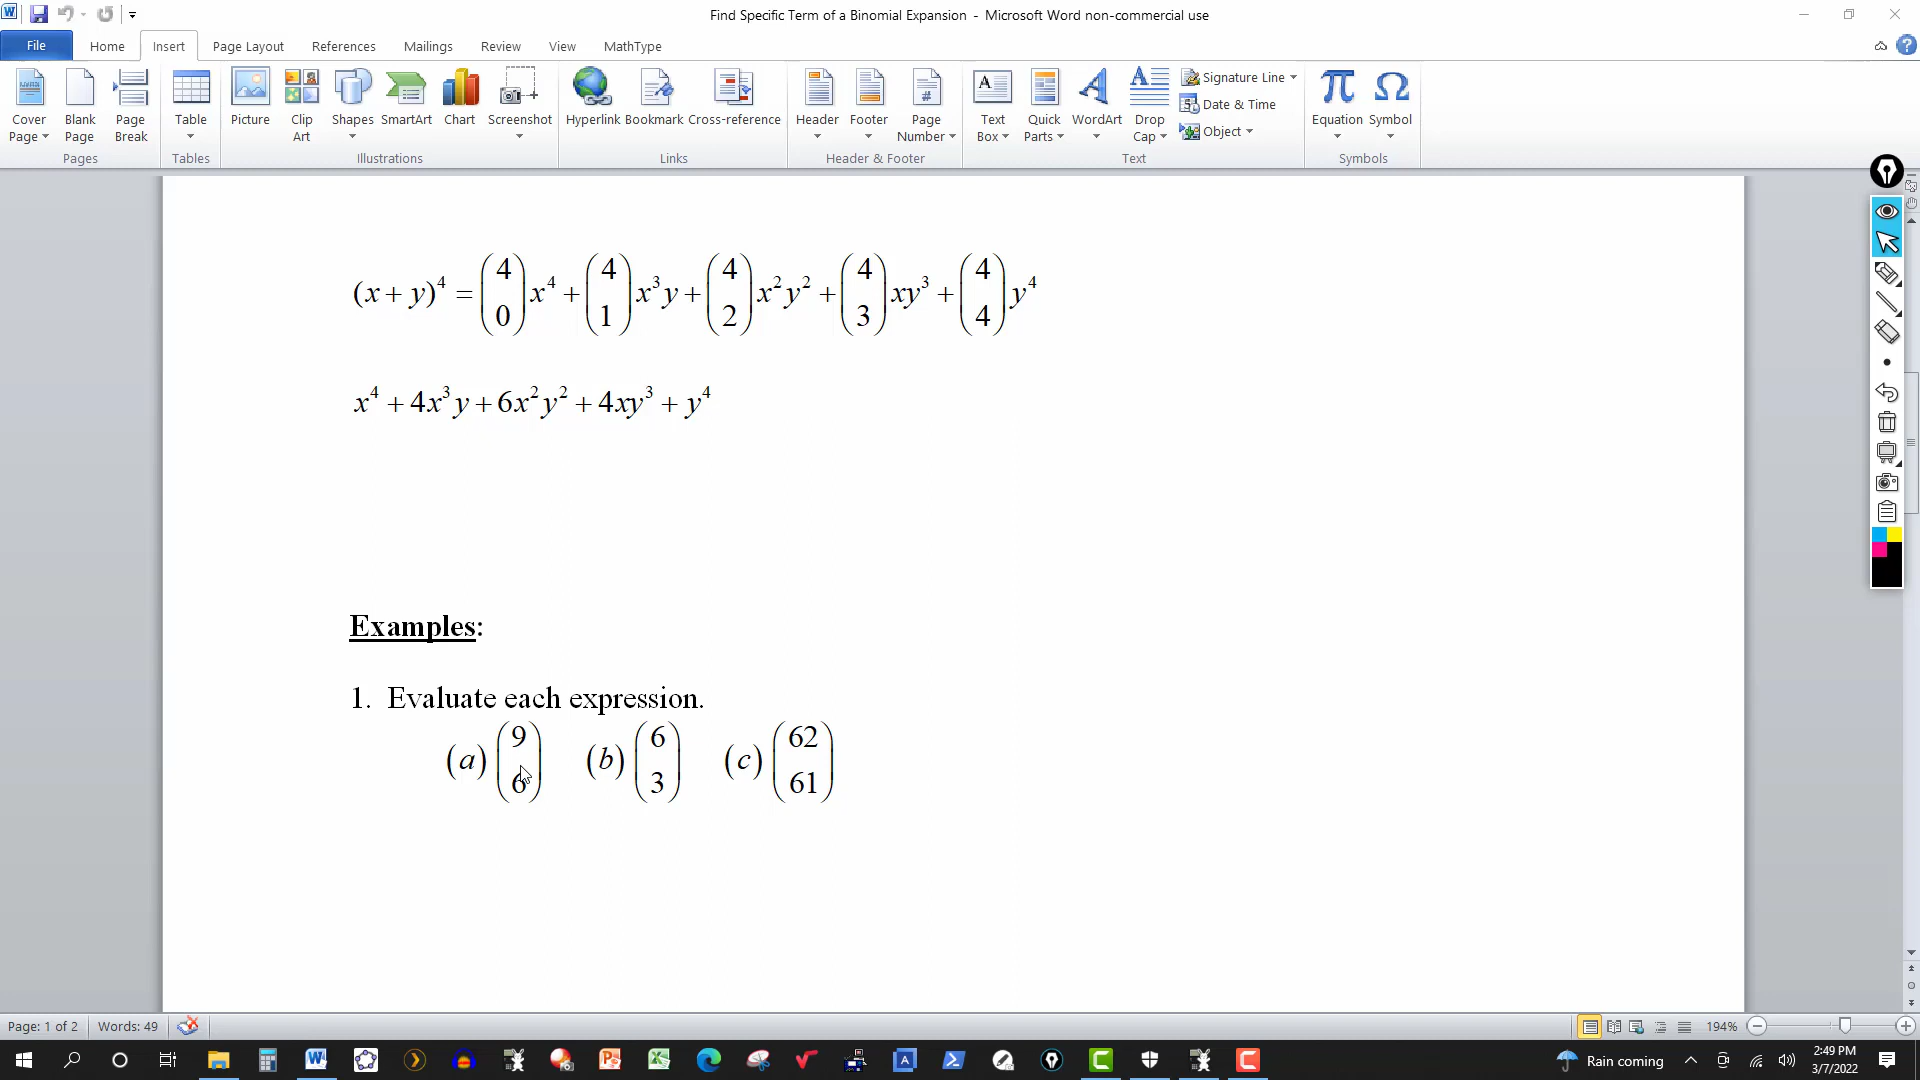 Find Specific Term of a Binomial Expansion - Microsoft Word non-commercial use
File Home Insert Page Layout References Mailings Review View MathType
Cover Page Blank Page Page Break Table Picture Clip Art Shapes SmartArt Chart Screenshot Hyperlink Bookmark Cross-reference Header Footer Page Number Text Box Quick Parts WordArt Drop Cap Signature Line Date & Time Object Equation Symbol
Pages Tables Illustrations Links Header & Footer Text Symbols
(x + y)^4 = (4 0) x^4 + (4 1) x^3 y + (4 2) x^2 y^2 + (4 3) xy^3 + (4 4) y^4
x^4 + 4x^3 y + 6x^2 y^2 + 4xy^3 + y^4
Examples:
1. Evaluate each expression.
(a) (9 6) (b) (6 3) (c) (62 61)
Page: 1 of 2 Words: 49 194%
Rain coming 2:49 PM
3/7/2022